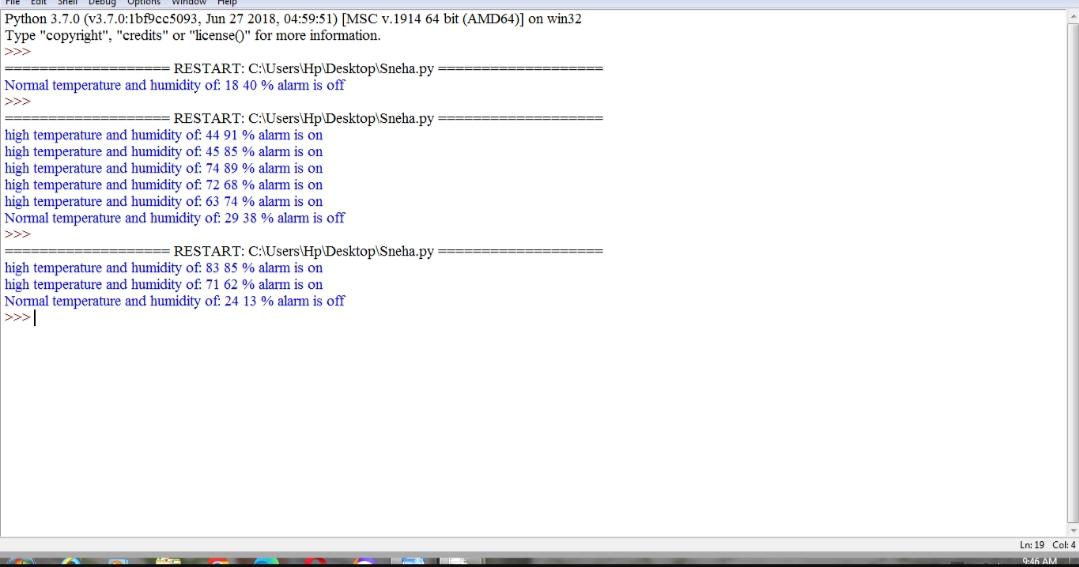 File Edit Shell Debug Options Window Help
Python 3.7.0 (v3.7.0:1bf9cc5093, Jun 27 2018, 04:59:51) [MSC v.1914 64 bit (AMD64)] on win32
Type "copyright", "credits" or "license()" for more information.
>>>
=================== RESTART: C:\Users\Hp\Desktop\Sneha.py ===================
Normal temperature and humidity of: 18 40 % alarm is off
>>>
=================== RESTART: C:\Users\Hp\Desktop\Sneha.py ===================
high temperature and humidity of: 44 91 % alarm is on
high temperature and humidity of: 45 85 % alarm is on
high temperature and humidity of: 74 89 % alarm is on
high temperature and humidity of: 72 68 % alarm is on
high temperature and humidity of: 63 74 % alarm is on
Normal temperature and humidity of: 29 38 % alarm is off
>>>
=================== RESTART: C:\Users\Hp\Desktop\Sneha.py ===================
high temperature and humidity of: 83 85 % alarm is on
high temperature and humidity of: 71 62 % alarm is on
Normal temperature and humidity of: 24 13 % alarm is off
>>>
Ln: 19 Col: 4
9:46 AM